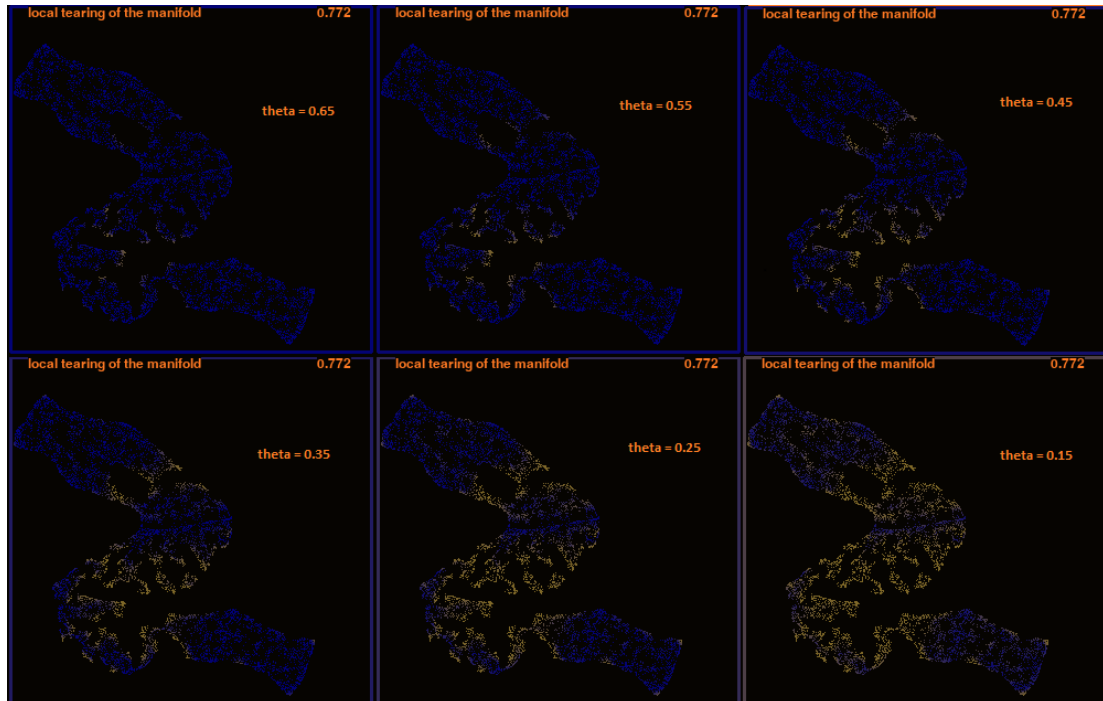 local tearing of the manifold 0.772
theta = 0.65
local tearing of the manifold 0.772
theta = 0.55
local tearing of the manifold 0.772
theta = 0.45
local tearing of the manifold 0.772
theta = 0.35
local tearing of the manifold 0.772
theta = 0.25
local tearing of the manifold 0.772
theta = 0.15